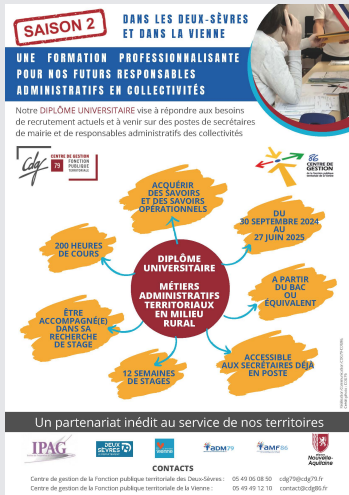 SAISON 2
DANS LES DEUX-SÈVRES
ET DANS LA VIENNE
UNE FORMATION PROFESSIONNALISANTE
POUR NOS FUTURS RESPONSABLES
ADMINISTRATIFS EN COLLECTIVITÉS
Notre DIPLÔME UNIVERSITAIRE vise à répondre aux besoins
de recrutement actuels et à venir sur des postes de secrétaires
de mairie et de responsables administratifs des collectivités
Cdg
79
CENTRE DE GESTION
FONCTION
PUBLIQUE
TERRITORIALE
86
CENTRE DE
GESTION
ACQUÉRIR
DES SAVOIRS
ET DES SAVOIRS
OPÉRATIONNELS
DU
30 SEPTEMBRE 2024
AU
27 JUIN 2025
200 HEURES
DE COURS
DIPLÔME
UNIVERSITAIRE
MÉTIERS
ADMINISTRATIFS
TERRITORIAUX
EN MILIEU
RURAL
A PARTIR
DU BAC
OU
ÉQUIVALENT
ÊTRE
ACCOMPAGNÉ(E)
DANS SA
RECHERCHE
DE STAGE
12 SEMAINES
DE STAGES
ACCESSIBLE
AUX SECRÉTAIRES DÉJÀ
EN POSTE
Un partenariat inédit au service de nos territoires
IPAG
DEUX
SÈVRES
aDM79
aMF86
RÉGION
Nouvelle-
Aquitaine
CONTACTS
Centre de gestion de la Fonction publique territoriale des Deux-Sèvres : 05 49 06 08 50 cdg79@cdg79.fr
Centre de gestion de la Fonction publique territoriale de la Vienne : 05 49 49 12 10 contact@cdg86.fr